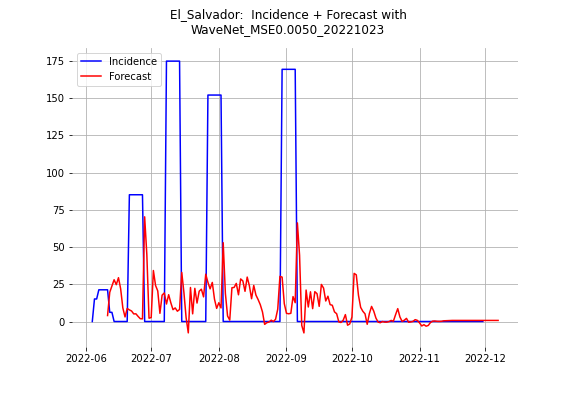 El_Salvador:  Incidence + Forecast with
WaveNet_MSE0.0050_20221023
Incidence
Forecast
175
150
125
100
75
50
25
0
2022-06 2022-07 2022-08 2022-09 2022-10 2022-11 2022-12